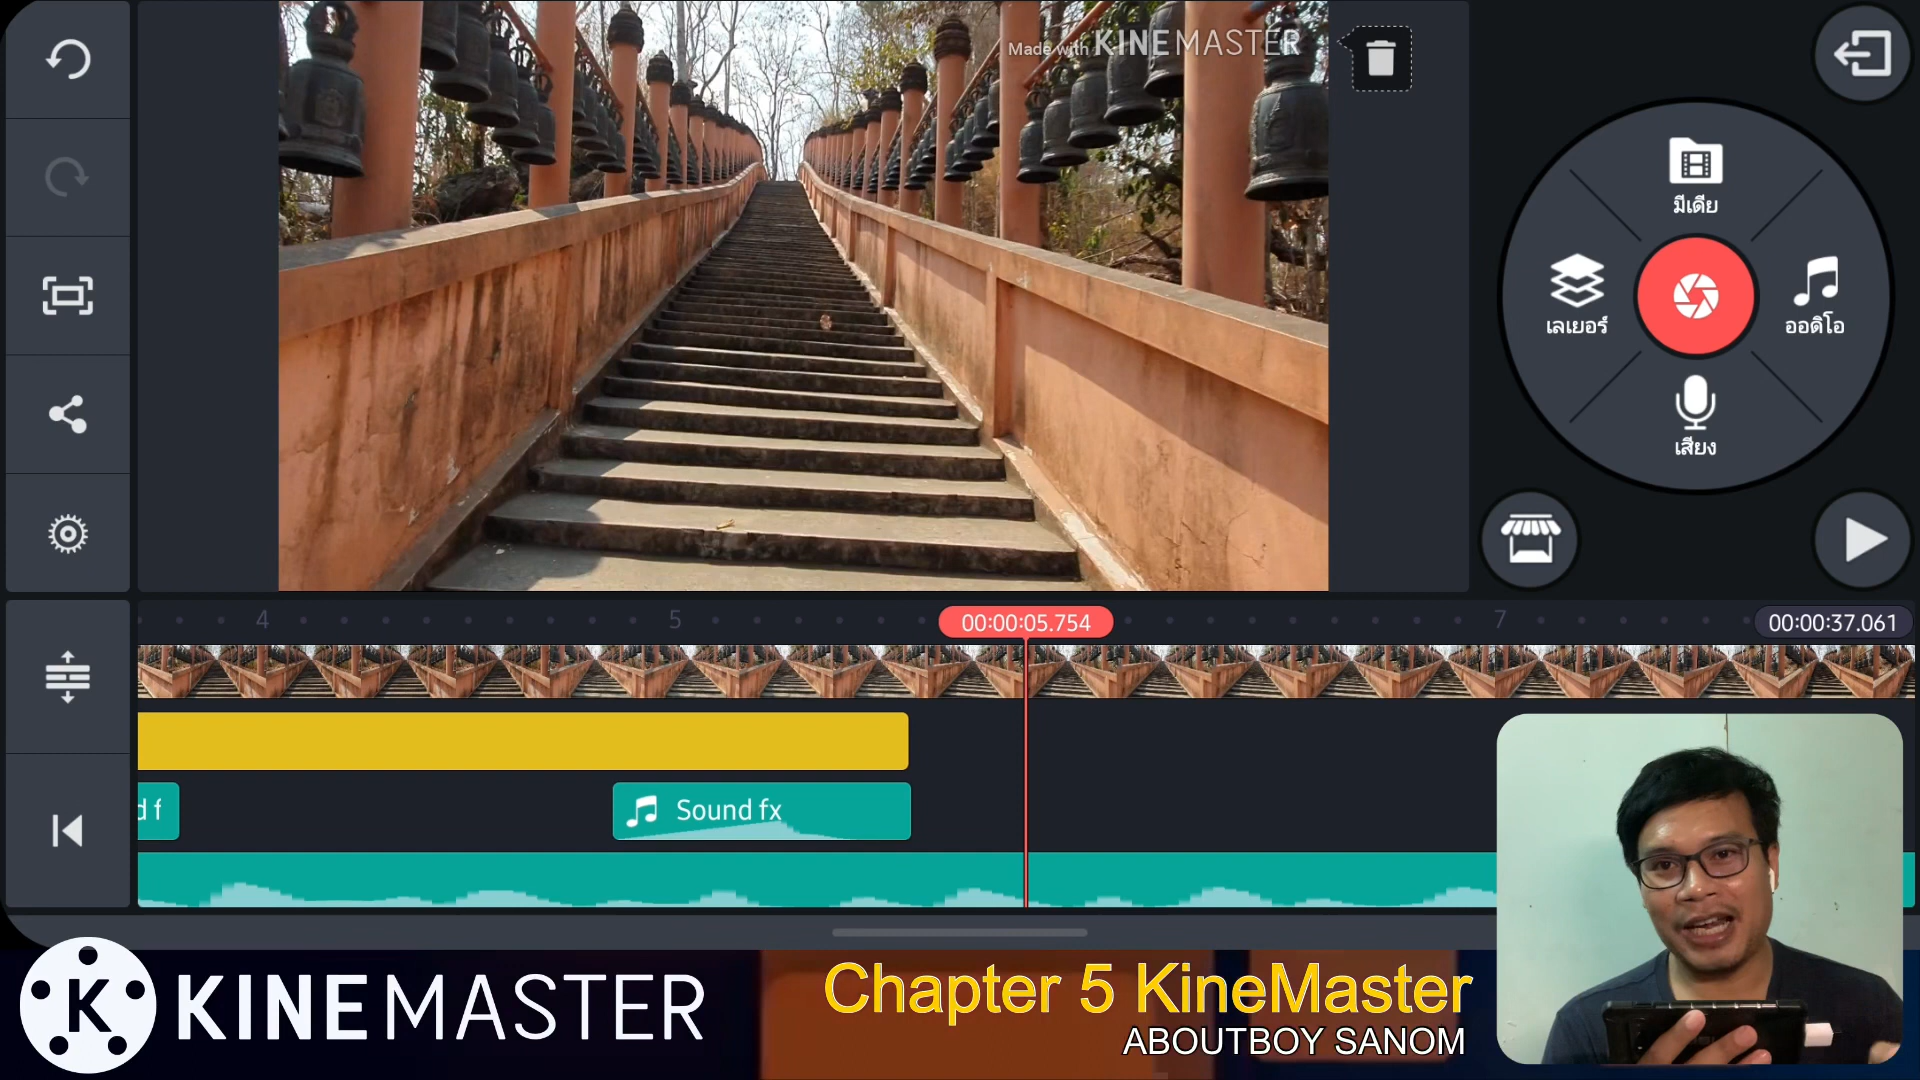 Made with KINEMASTER
มีเดีย
เลเยอร์
ออดิโอ
เสียง
4
5
00:00:05.754
7
00:00:37.061
d f
Sound fx
K KINEMASTER
Chapter 5 KineMaster
ABOUTBOY SANOM